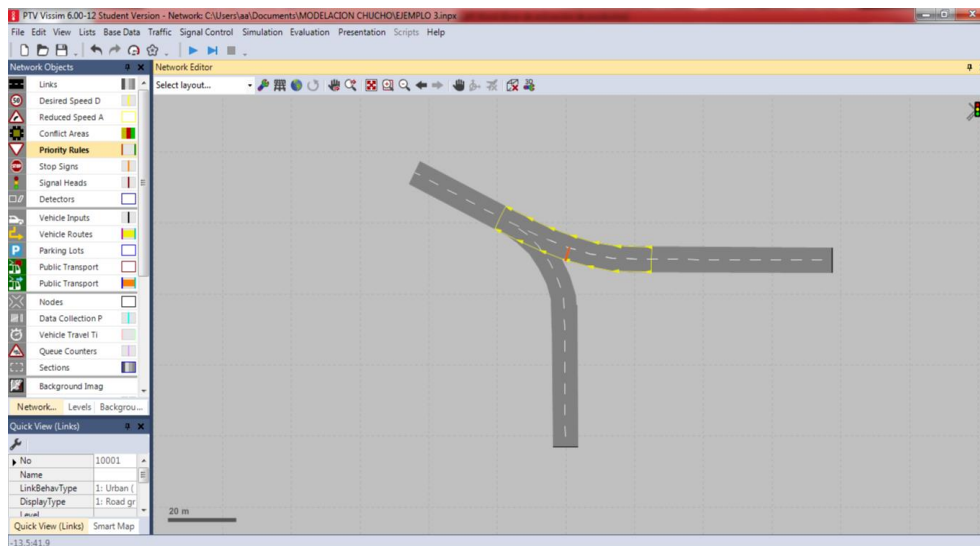 PTV Vissim 6.00-12 Student Version - Network: C:\Users\aa\Documents\MODELACION CHUCHO\EJEMPLO 3.inpx
File Edit View Lists Base Data Traffic Signal Control Simulation Evaluation Presentation Scripts Help
Network Objects
Links
Desired Speed D
Reduced Speed A
Conflict Areas
Priority Rules
Stop Signs
Signal Heads
Detectors
Vehicle Inputs
Vehicle Routes
Parking Lots
Public Transport
Public Transport
Nodes
Data Collection P
Vehicle Travel Ti
Queue Counters
Sections
Background Imag
Network... Levels Backgrou...
Quick View (Links)
No 10001
Name
LinkBehavType 1: Urban (
DisplayType 1: Road gr
Level
Quick View (Links) Smart Map
-13.5:41.9
Network Editor
Select layout...
3D
20 m